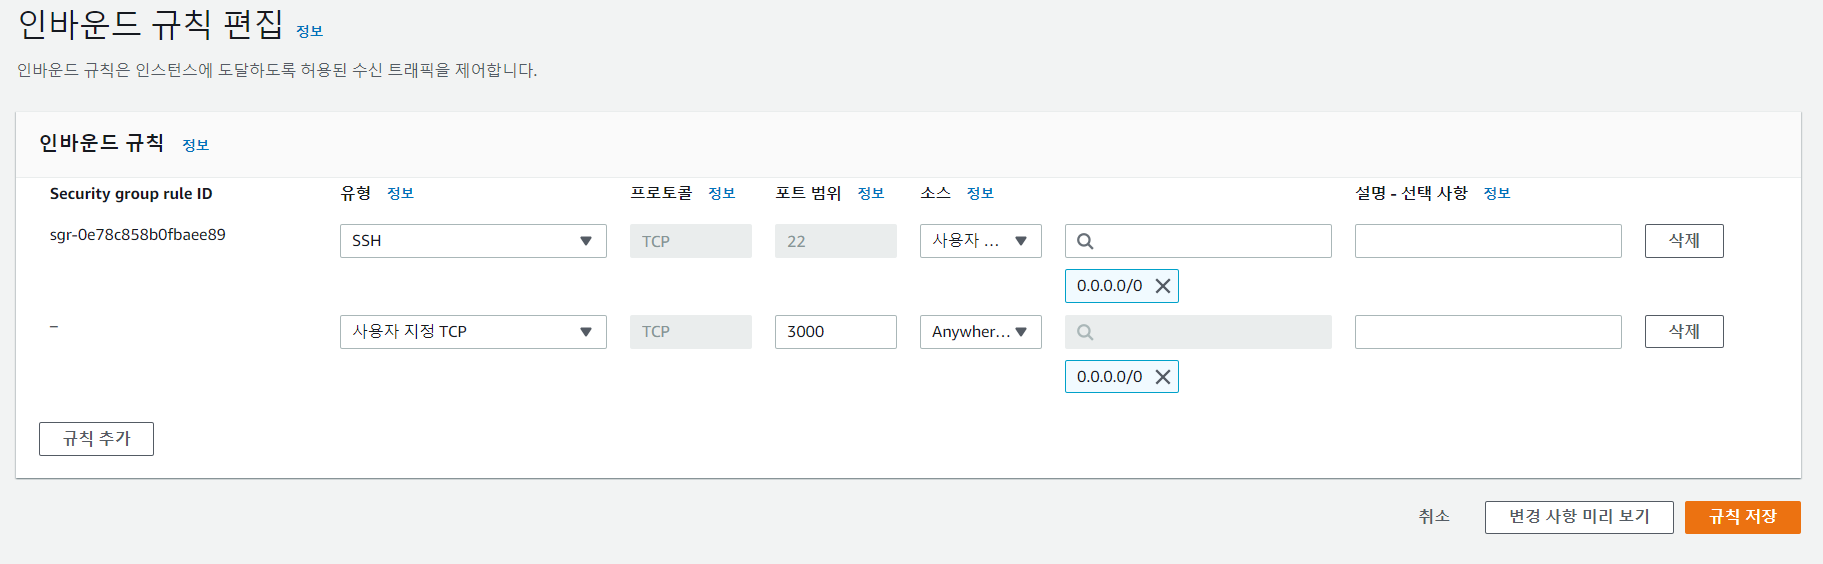 인바운드 규칙 편집 정보
인바운드 규칙은 인스턴스에 도달하도록 허용된 수신 트래픽을 제어합니다.
인바운드 규칙 정보
Security group rule ID 유형 정보 프로토콜 정보 포트 범위 정보 소스 정보 설명 - 선택 사항 정보
sgr-0e78c858b0fbaee89 SSH TCP 22 사용자 ... 삭제
0.0.0.0/0
– 사용자 지정 TCP TCP 3000 Anywher... 삭제
0.0.0.0/0
규칙 추가
취소 변경 사항 미리 보기 규칙 저장